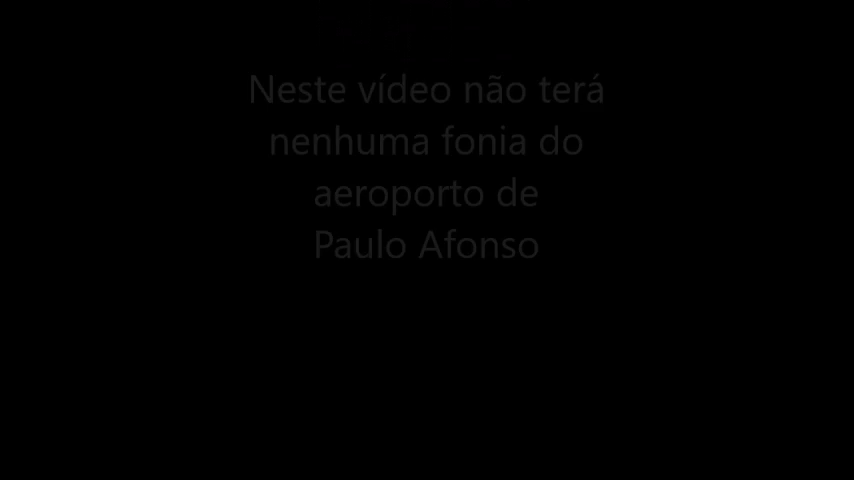 Neste vídeo não terá
nenhuma fonia do
aeroporto de
Paulo Afonso